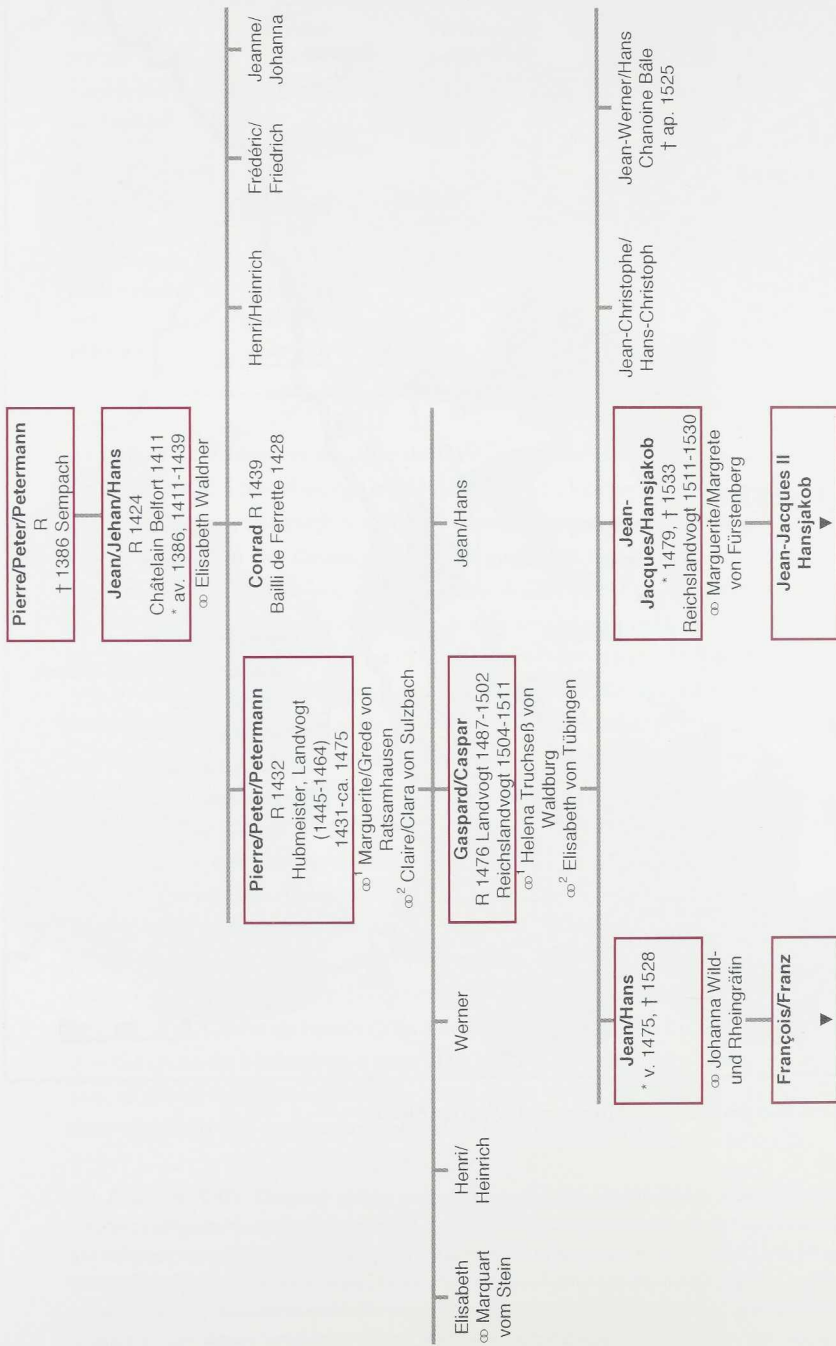 Pierre/Peter/Petermann
R
† 1386 Sempach
Jean/Jehan/Hans
R 1424
Châtelain Belfort 1411
* av. 1386, 1411-1439
⚭ Elisabeth Waldner
Pierre/Peter/Petermann
R 1432
Hubmeister, Landvogt
(1445-1464)
1431-ca. 1475
⚭¹ Marguerite/Grede von
Ratsamhausen
⚭² Claire/Clara von Sulzbach
Conrad R 1439
Bailli de Ferrette 1428
Henri/Heinrich
Frédéric/
Friedrich
Jeanne/
Johanna
Elisabeth
⚭ Marquart
vom Stein
Henri/
Heinrich
Werner
Gaspard/Caspar
R 1476 Landvogt 1487-1502
Reichslandvogt 1504-1511
⚭¹ Helena Truchseß von
Waldburg
⚭² Elisabeth von Tübingen
Jean/Hans
Jean/Hans
* v. 1475, † 1528
⚭ Johanna Wild-
und Rheingräfin
François/Franz
▼
Jean-
Jacques/Hansjakob
* 1479, † 1533
Reichslandvogt 1511-1530
⚭ Marguerite/Margrete
von Fürstenberg
Jean-Jacques II
Hansjakob
▼
Jean-Christophe/
Hans-Christoph
Jean-Werner/Hans
Chanoine Bâle
† ap. 1525